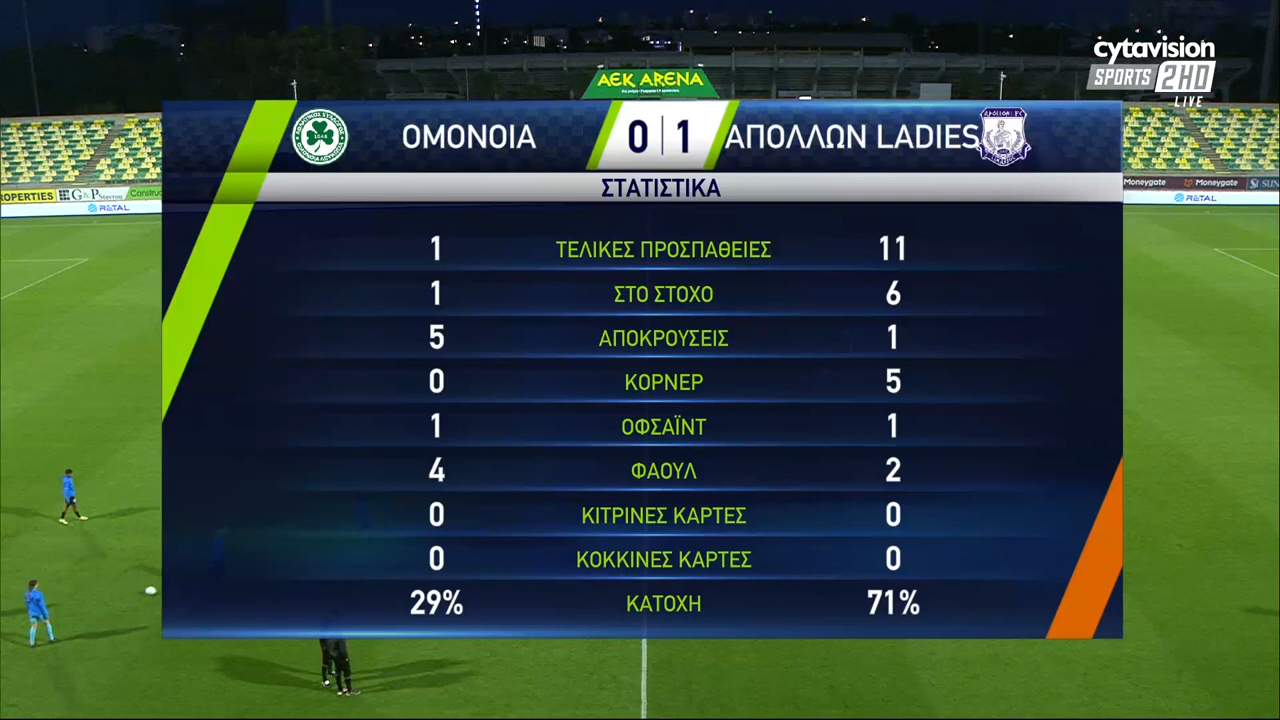 cytavision
SPORTS 2HD
LIVE
ΑΕΚ ARENA
ΟΜΟΝΟΙΑ 0 1 ΑΠΟΛΛΩΝ LADIES
ΣΤΑΤΙΣΤΙΚΑ
1 ΤΕΛΙΚΕΣ ΠΡΟΣΠΑΘΕΙΕΣ 11
1 ΣΤΟ ΣΤΟΧΟ 6
5 ΑΠΟΚΡΟΥΣΕΙΣ 1
0 ΚΟΡΝΕΡ 5
1 ΟΦΣΑΪΝΤ 1
4 ΦΑΟΥΛ 2
0 ΚΙΤΡΙΝΕΣ ΚΑΡΤΕΣ 0
0 ΚΟΚΚΙΝΕΣ ΚΑΡΤΕΣ 0
29% ΚΑΤΟΧΗ 71%
G&P Stavrou
RETAL
Moneygate Moneygate
RETAL